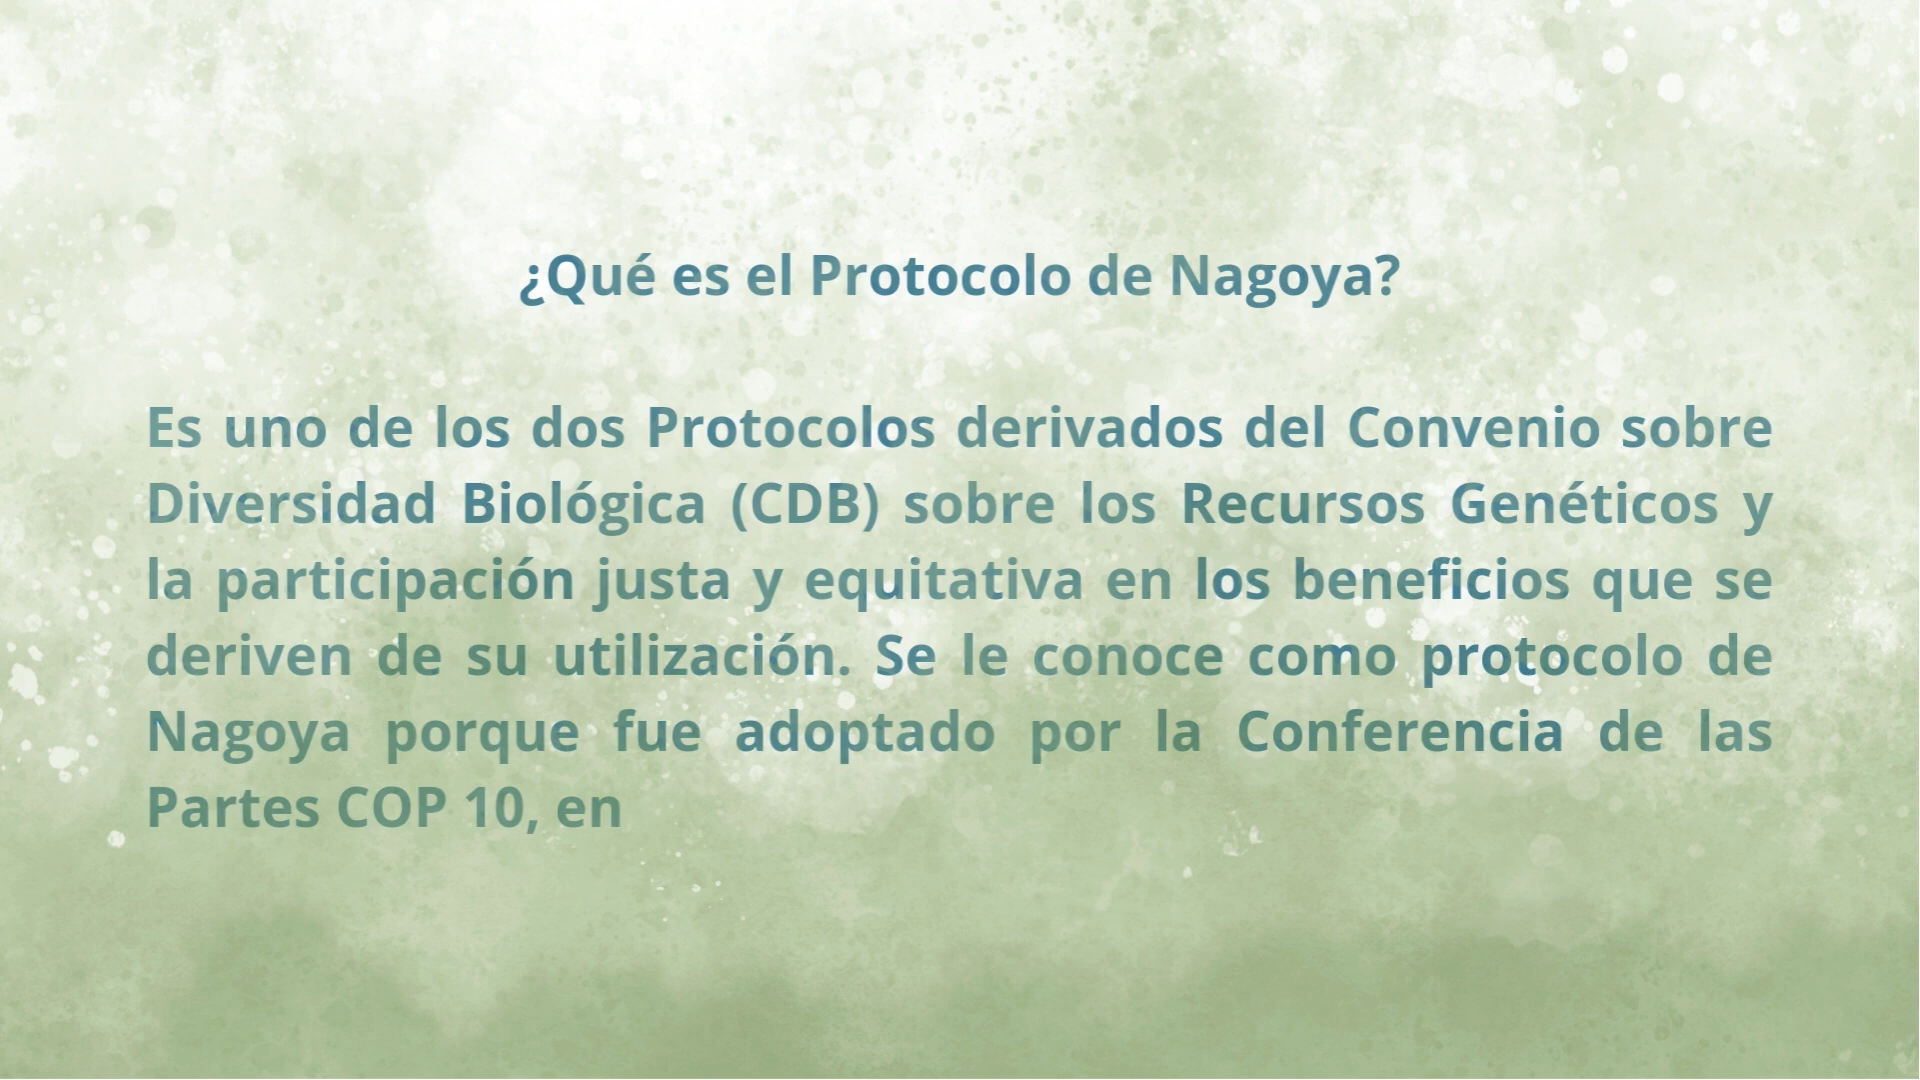 ¿Qué es el Protocolo de Nagoya?
Es uno de los dos Protocolos derivados del Convenio sobre
Diversidad Biológica (CDB) sobre los Recursos Genéticos y
la participación justa y equitativa en los beneficios que se
deriven de su utilización. Se le conoce como protocolo de
Nagoya porque fue adoptado por la Conferencia de las
Partes COP 10, en